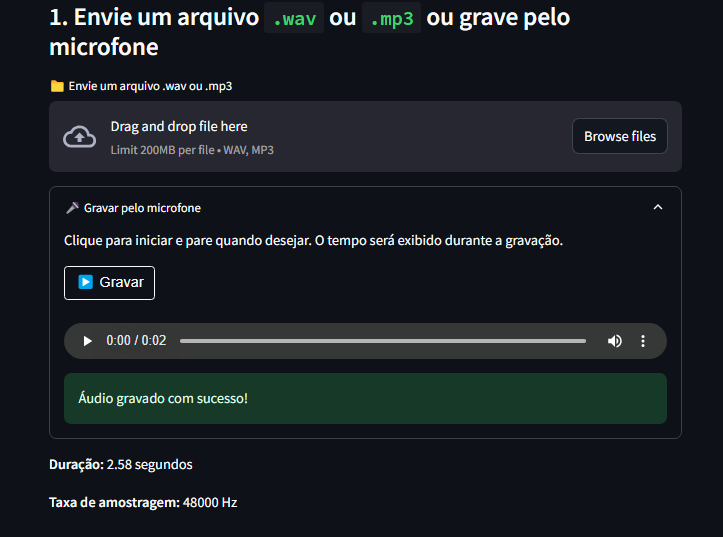 1. Envie um arquivo .wav ou .mp3 ou grave pelo
microfone
Envie um arquivo .wav ou .mp3
Drag and drop file here
Limit 200MB per file • WAV, MP3
Browse files
Gravar pelo microfone
Clique para iniciar e pare quando desejar. O tempo será exibido durante a gravação.
Gravar
0:00 / 0:02
Áudio gravado com sucesso!
Duração: 2.58 segundos
Taxa de amostragem: 48000 Hz